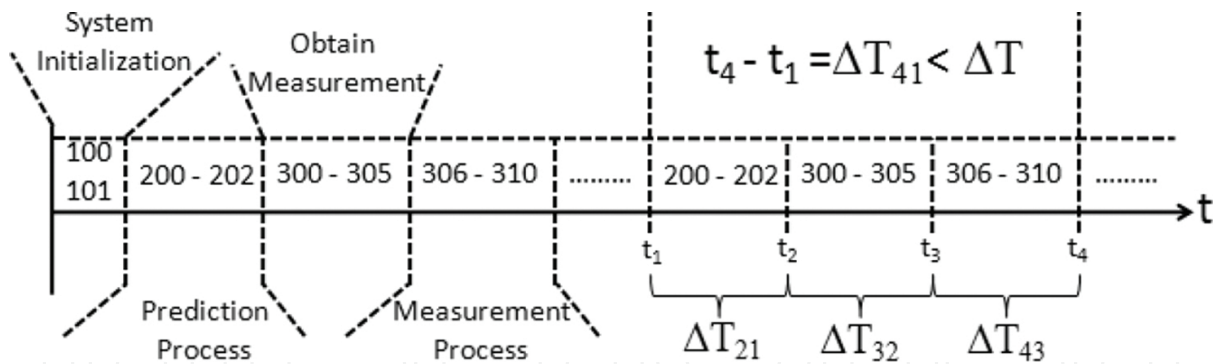 System
Initialization
Obtain
Measurement
t₄ - t₁ =ΔT₄₁< ΔT
100
101
200 - 202
300 - 305
306 - 310
.........
200 - 202
300 - 305
306 - 310
.........
t
t₁
t₂
t₃
t₄
Prediction
Process
Measurement
Process
ΔT₂₁
ΔT₃₂
ΔT₄₃